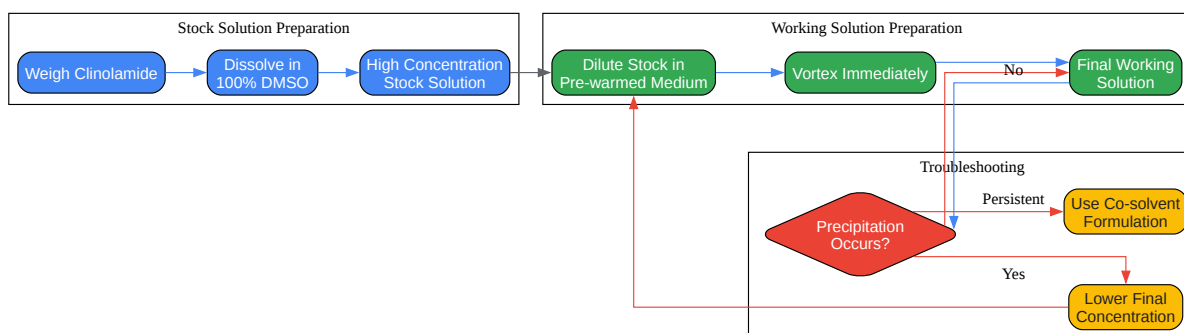 Stock Solution Preparation
Weigh Clinolamide
Dissolve in
100% DMSO
High Concentration
Stock Solution
Working Solution Preparation
Dilute Stock in
Pre-warmed Medium
Vortex Immediately
No
Final Working
Solution
Troubleshooting
Precipitation
Occurs?
Persistent
Use Co-solvent
Formulation
Yes
Lower Final
Concentration